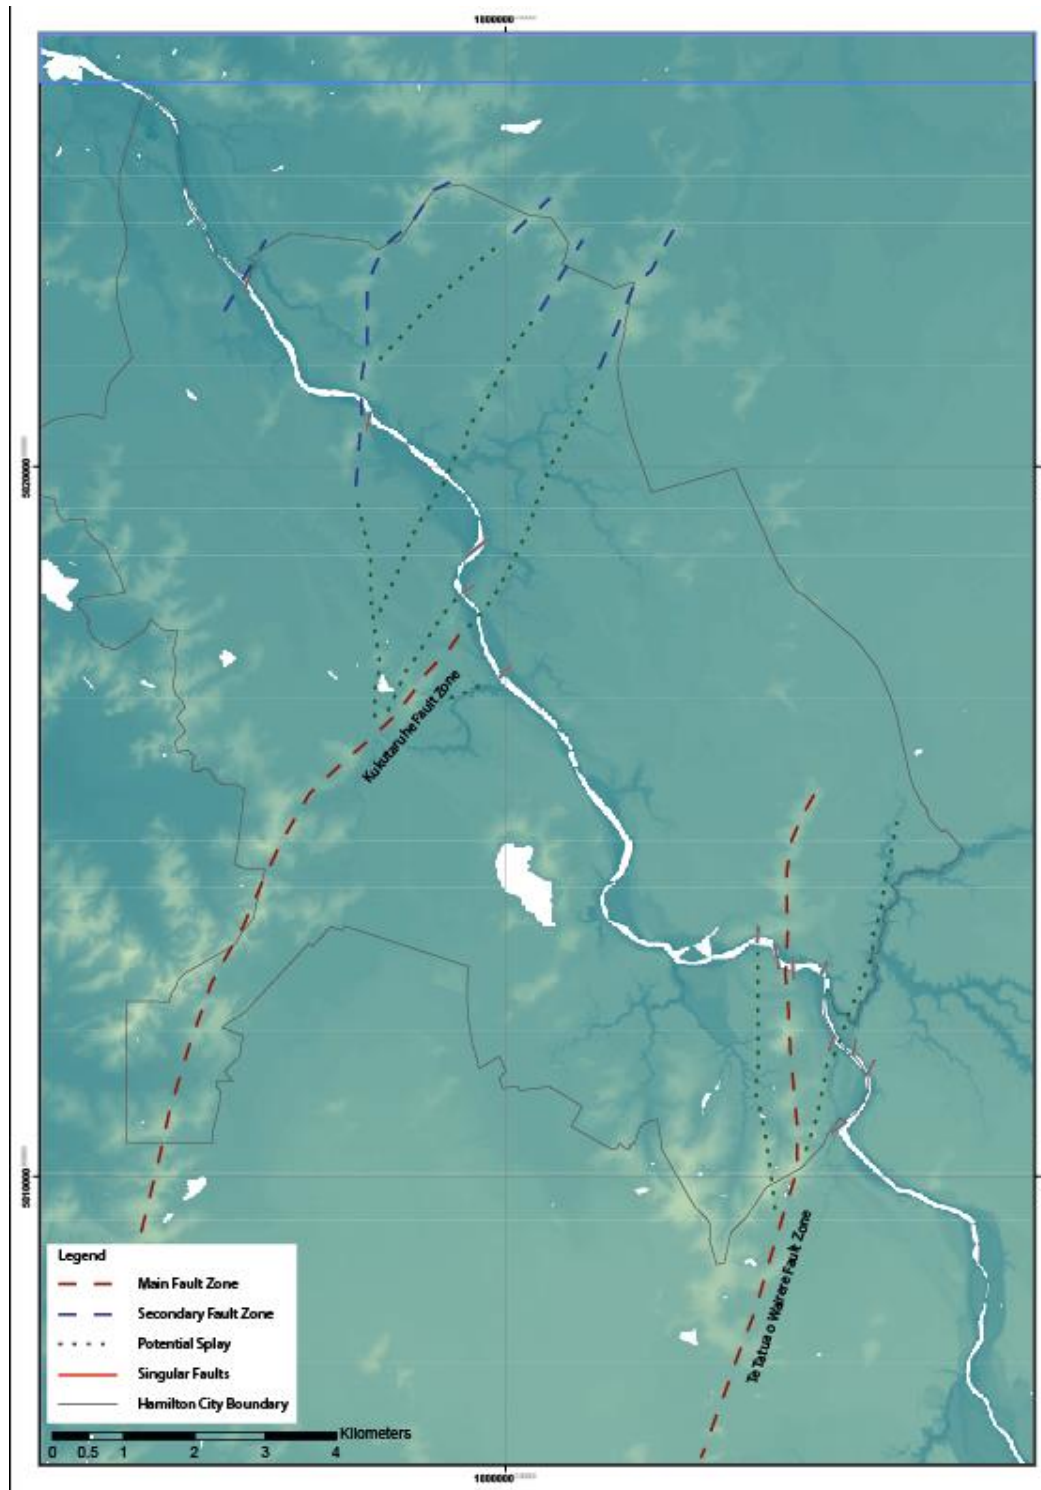 1800000
5820000
Kukutaruhe Fault Zone
5810000
Te Tatua o Wairere Fault Zone
Legend
Main Fault Zone
Secondary Fault Zone
Potential Splay
Singular Faults
Hamilton City Boundary
Kilometers
0 0.5 1 2 3 4
1800000